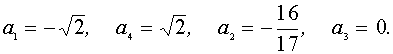 a₁ = −√2,   a₄ = √2,   a₂ = −16/17,   a₃ = 0.